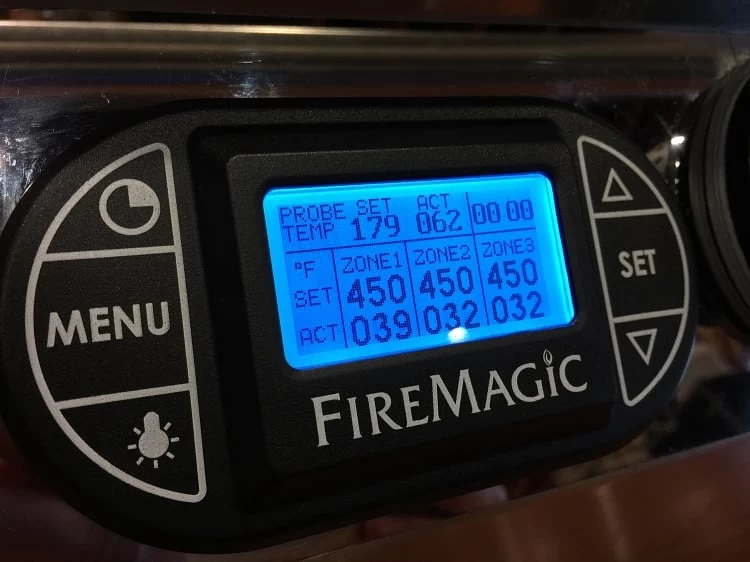 PROBE SET ACT 00 00
TEMP 179 062
°F ZONE1 ZONE2 ZONE3
SET 450 450 450
ACT 039 032 032
MENU
SET
FIREMAGIC